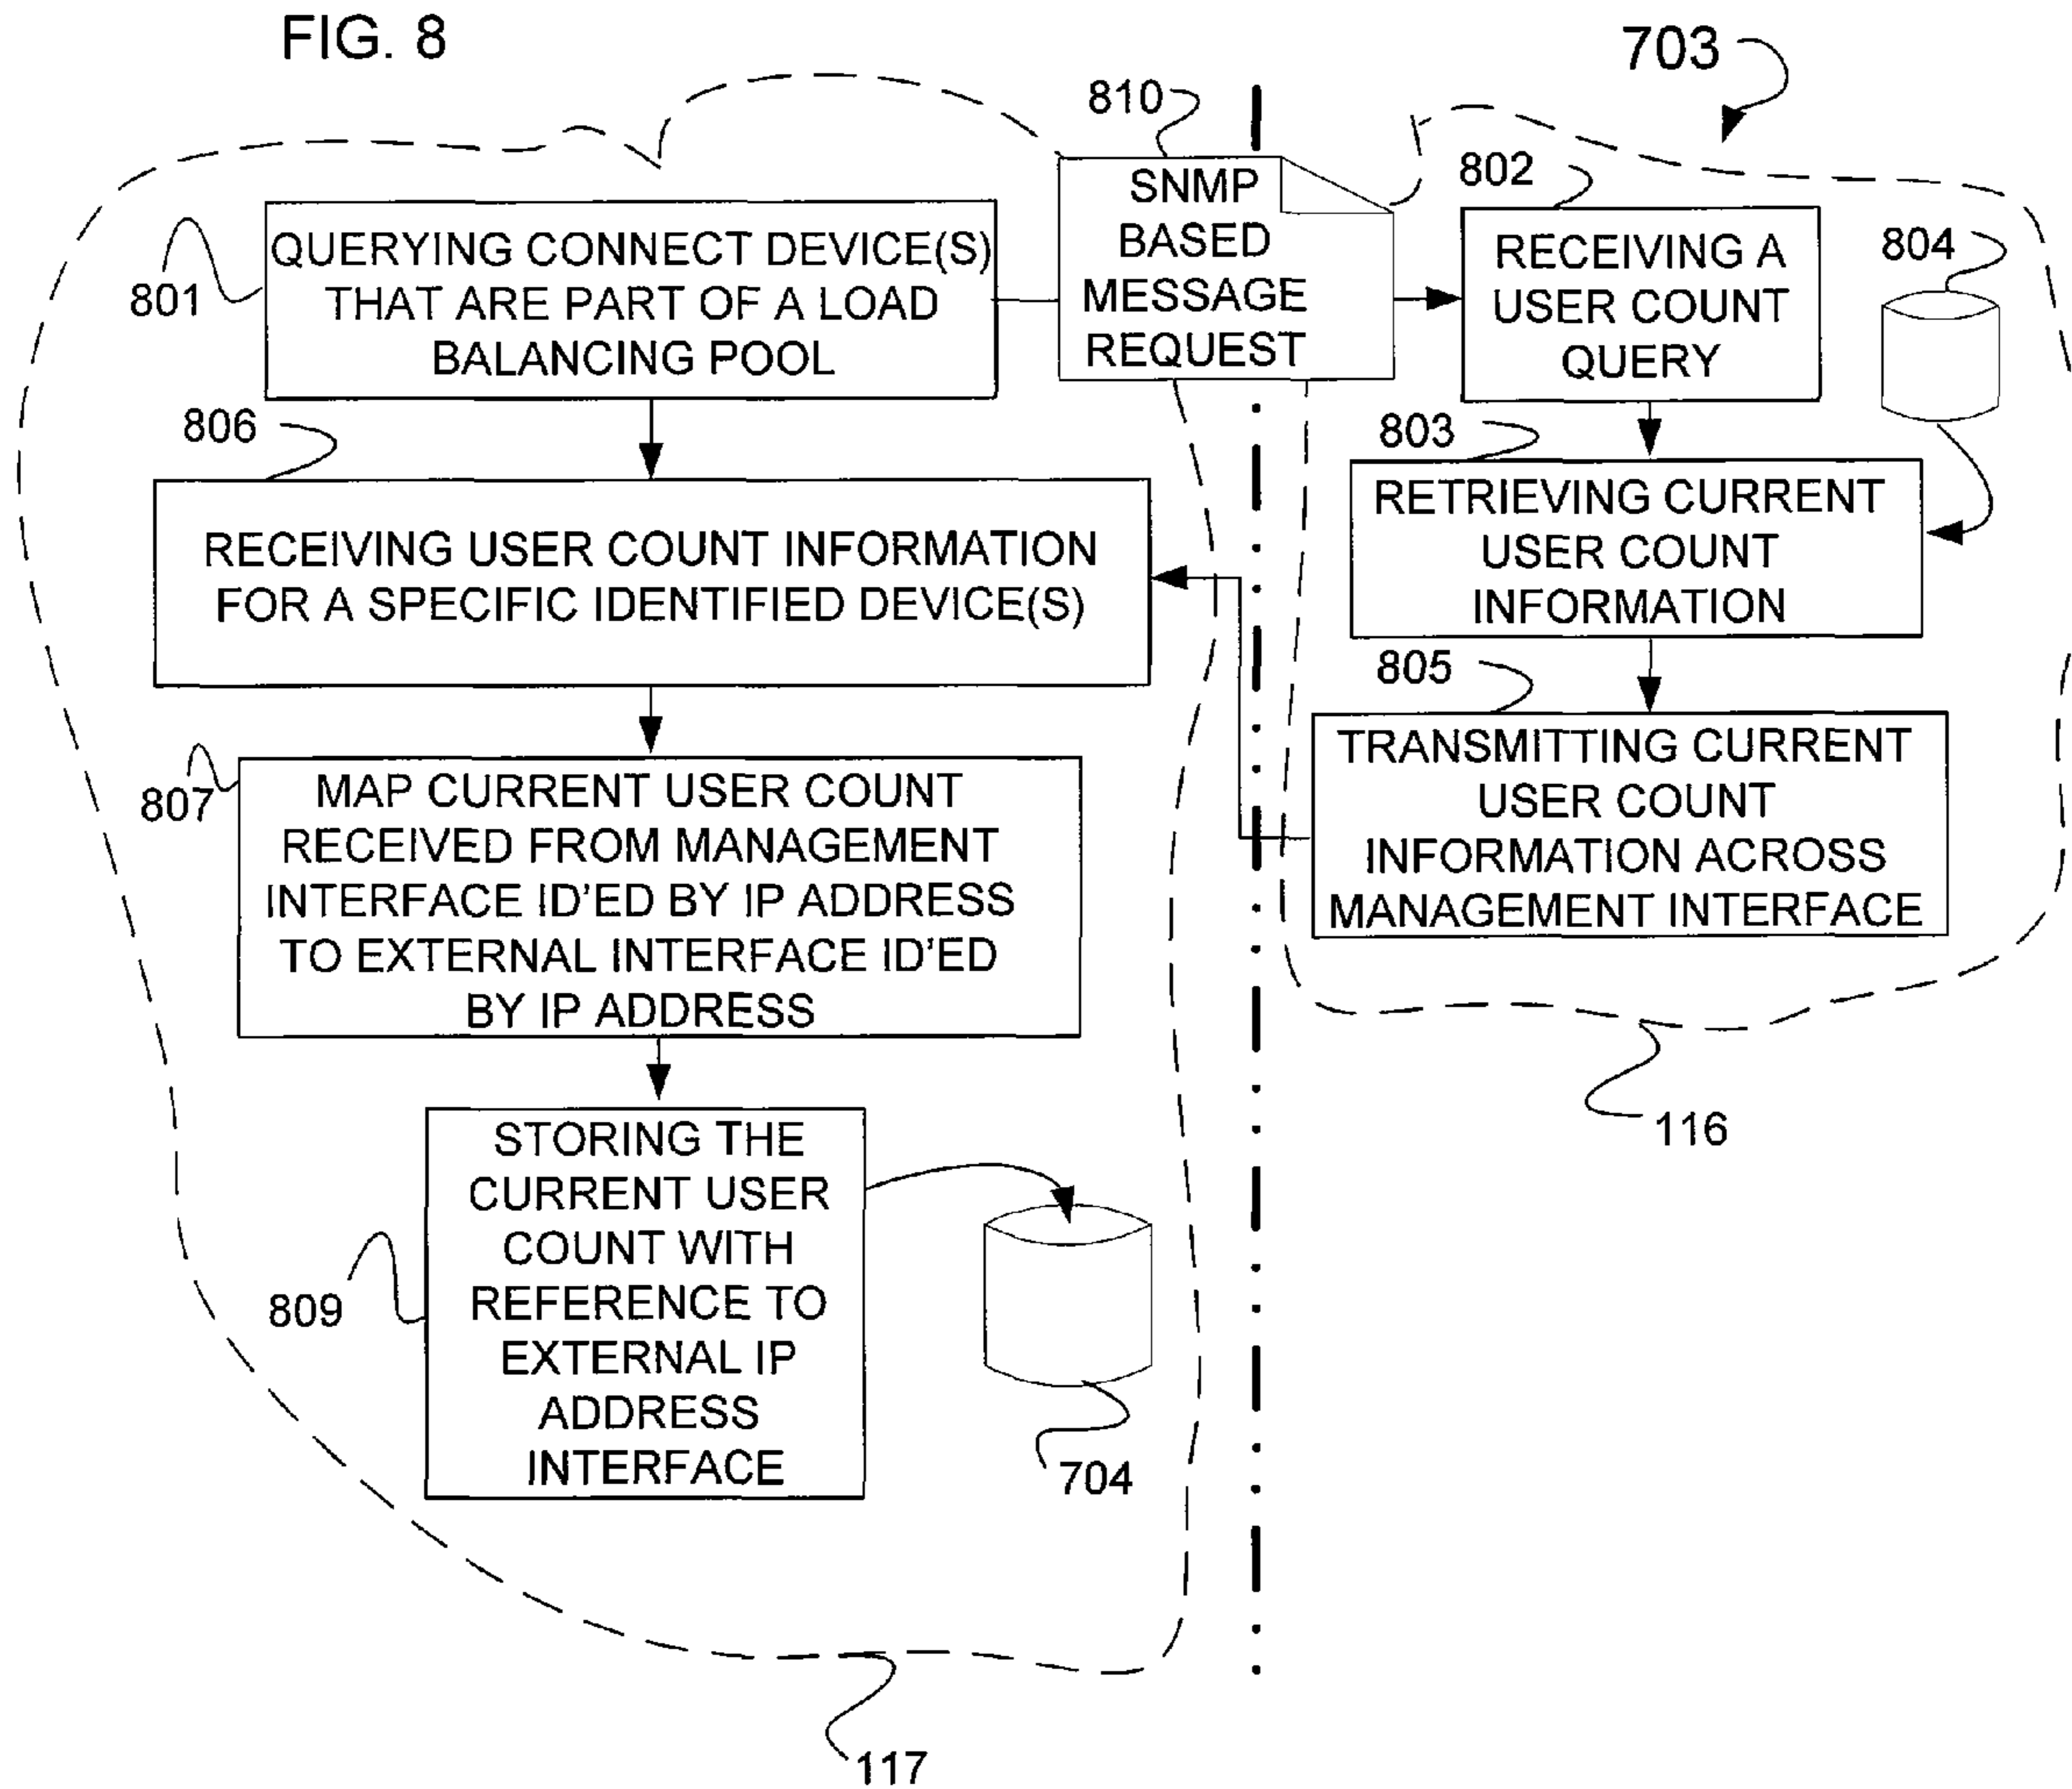 FIG. 8
703
810
802
804
801
QUERYING CONNECT DEVICE(S)
THAT ARE PART OF A LOAD
BALANCING POOL
SNMP
BASED
MESSAGE
REQUEST
RECEIVING A
USER COUNT
QUERY
806
803
RECEIVING USER COUNT INFORMATION
FOR A SPECIFIC IDENTIFIED DEVICE(S)
RETRIEVING CURRENT
USER COUNT
INFORMATION
805
807
MAP CURRENT USER COUNT
RECEIVED FROM MANAGEMENT
INTERFACE ID'ED BY IP ADDRESS
TO EXTERNAL INTERFACE ID'ED
BY IP ADDRESS
TRANSMITTING CURRENT
USER COUNT
INFORMATION ACROSS
MANAGEMENT INTERFACE
116
809
STORING THE
CURRENT USER
COUNT WITH
REFERENCE TO
EXTERNAL IP
ADDRESS
INTERFACE
704
117